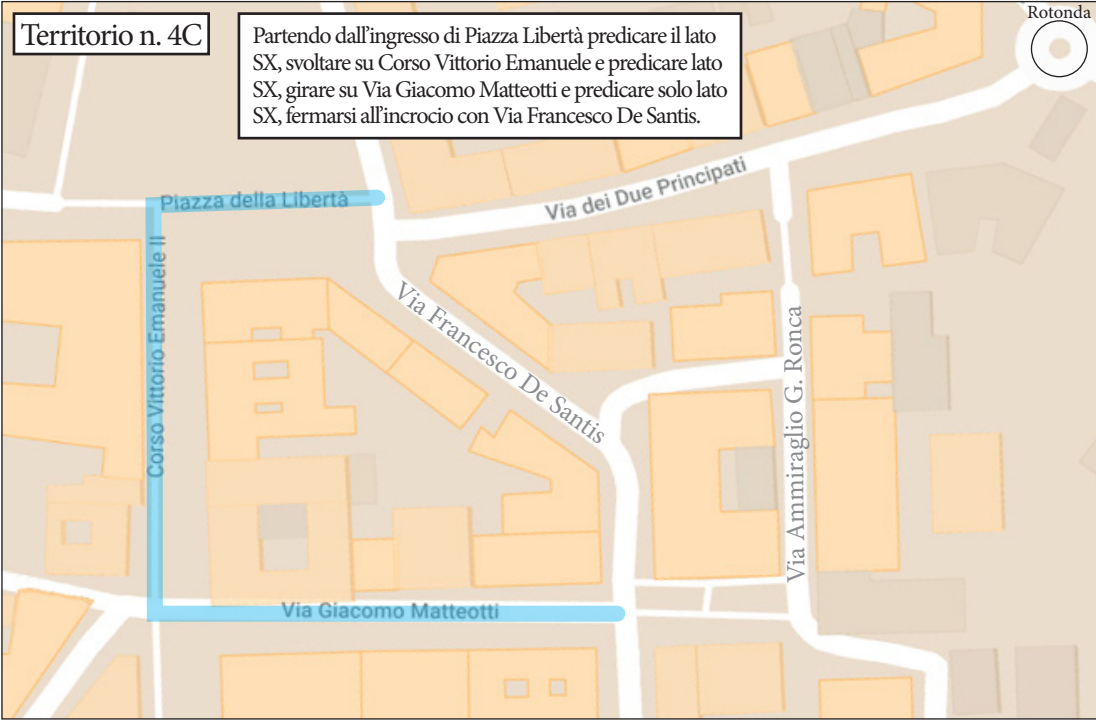 Territorio n. 4C
Partendo dall'ingresso di Piazza Libertà predicare il lato
SX, svoltare su Corso Vittorio Emanuele e predicare lato
SX, girare su Via Giacomo Matteotti e predicare solo lato
SX, fermarsi all'incrocio con Via Francesco De Santis.
Rotonda
Piazza della Libertà
Via dei Due Principati
Corso Vittorio Emanuele II
Via Francesco De Santis
Via Ammiraglio G. Ronca
Via Giacomo Matteotti